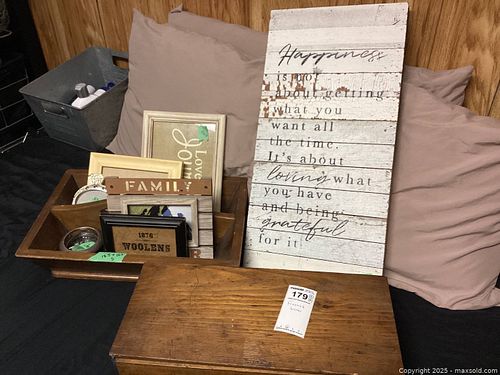 Happiness
is not
about getting
what you
want all
the time.
It's about
loving what
you have
and being
grateful
for it
Love
FAMILY
1876
WOOLENS
179
Copyright 2025 - maxsold.com